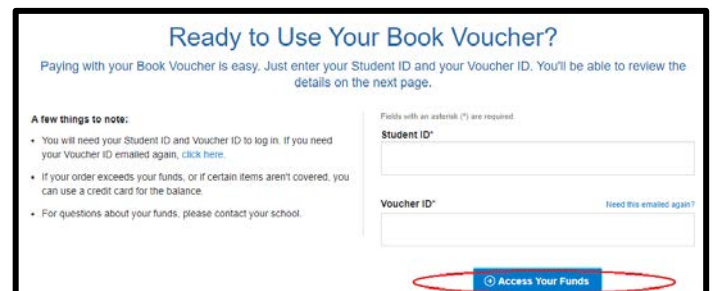 Ready to Use Your Book Voucher?
Paying with your Book Voucher is easy. Just enter your Student ID and your Voucher ID. You'll be able to review the
details on the next page.
A few things to note:
• You will need your Student ID and Voucher ID to log in. If you need
your Voucher ID emailed again, click here.
• If your order exceeds your funds, or if certain items aren't covered, you
can use a credit card for the balance.
• For questions about your funds, please contact your school.
Fields with an asterisk (*) are required.
Student ID*
Voucher ID*
Need this emailed again?
Access Your Funds